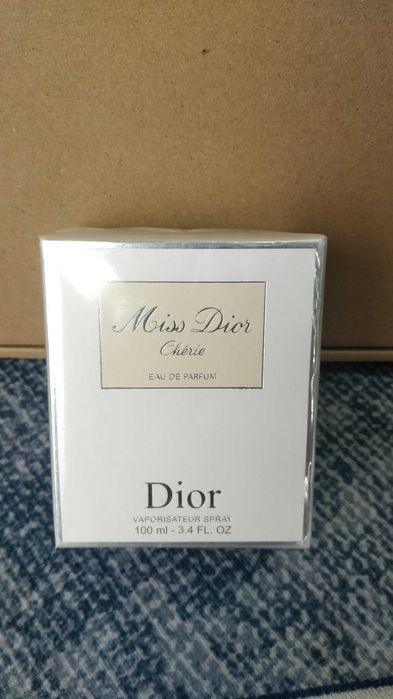 Miss Dior
Chérie
EAU DE PARFUM
Dior
VAPORISATEUR SPRAY
100 ml - 3.4 FL. OZ